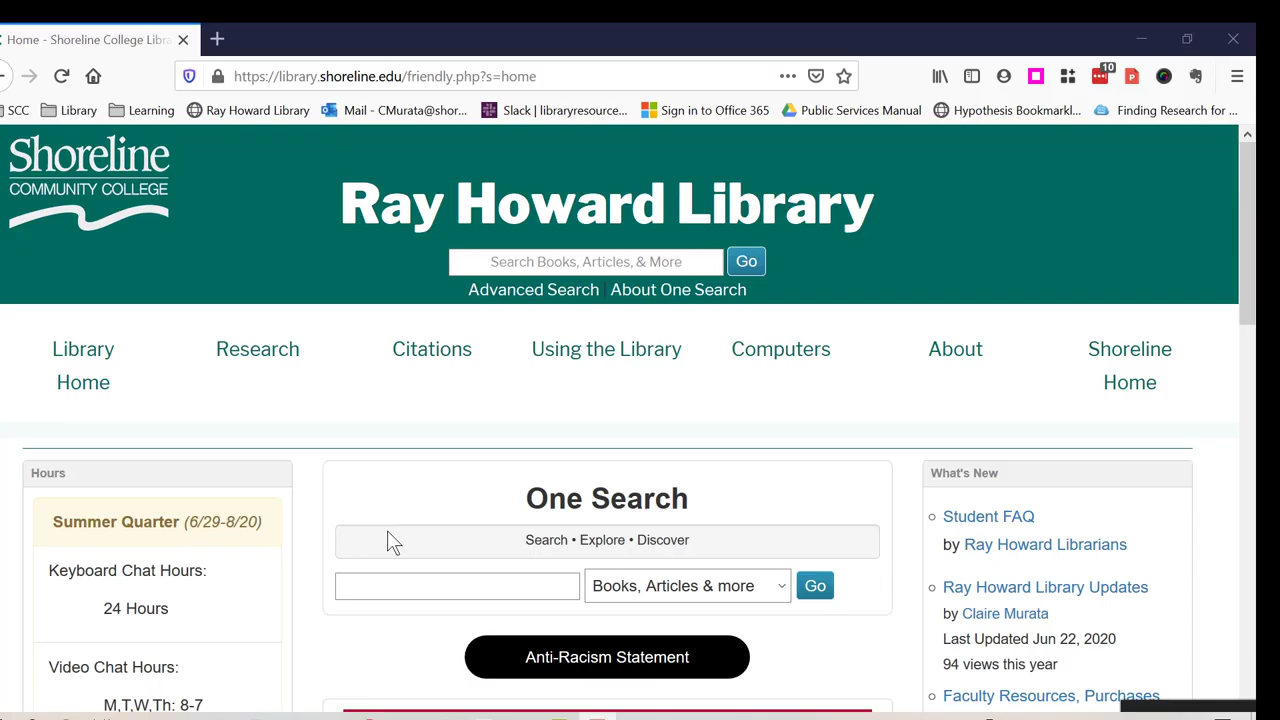 Home - Shoreline College Libra
https://library.shoreline.edu/friendly.php?s=home
10
SCC Library Learning Ray Howard Library Mail - CMurata@shor... Slack | libraryresource... Sign in to Office 365 Public Services Manual Hypothesis Bookmarkl... Finding Research for ...
Shoreline
COMMUNITY COLLEGE
Ray Howard Library
Search Books, Articles, & More Go
Advanced Search | About One Search
Library Home
Research
Citations
Using the Library
Computers
About
Shoreline Home
Hours
Summer Quarter (6/29-8/20)
Keyboard Chat Hours:
24 Hours
Video Chat Hours:
M,T,W,Th: 8-7
One Search
Search • Explore • Discover
Books, Articles & more Go
Anti-Racism Statement
What's New
Student FAQ
by Ray Howard Librarians
Ray Howard Library Updates
by Claire Murata
Last Updated Jun 22, 2020
94 views this year
Faculty Resources, Purchases